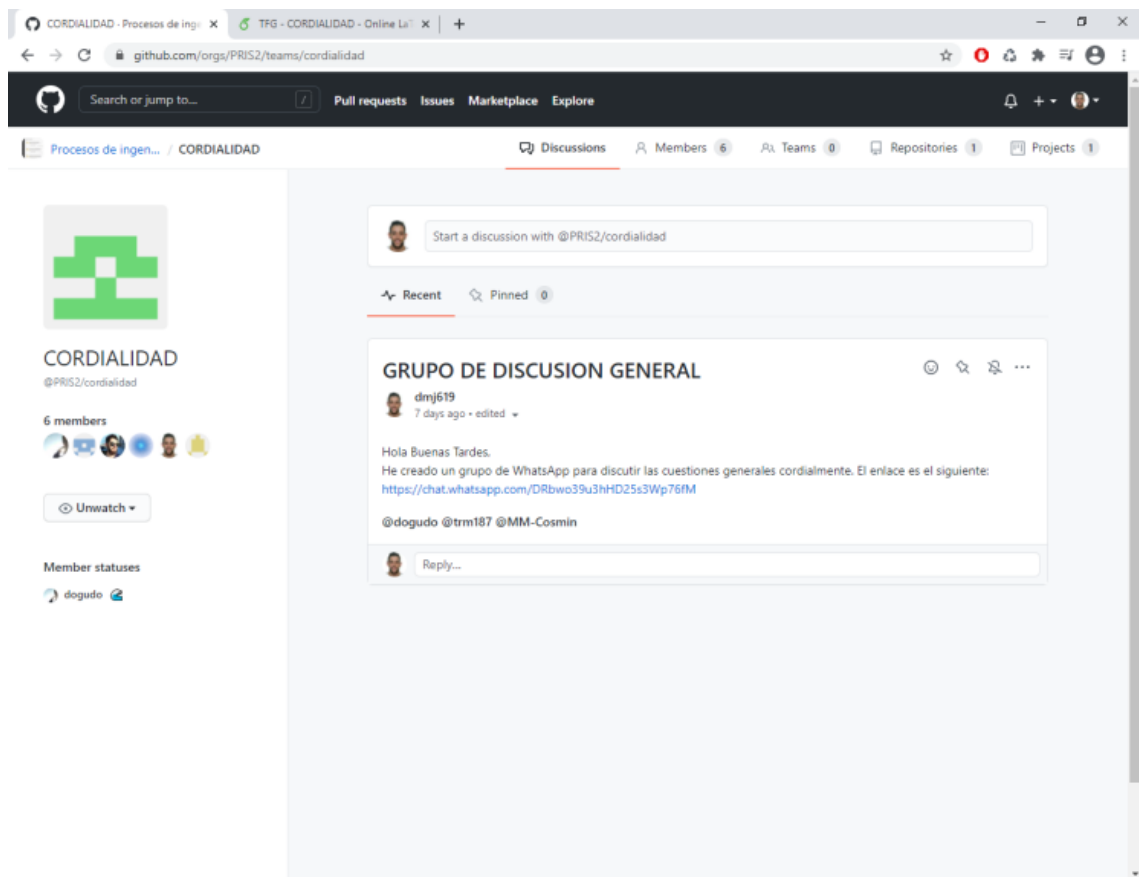 CORDIALIDAD - Procesos de inge
TFG - CORDIALIDAD - Online LaT
github.com/orgs/PRIS2/teams/cordialidad
Search or jump to...
/
Pull requests Issues Marketplace Explore
Procesos de ingen... / CORDIALIDAD
Discussions
Members 6
Teams 0
Repositories 1
Projects 1
Start a discussion with @PRIS2/cordialidad
Recent
Pinned 0
CORDIALIDAD
@PRIS2/cordialidad
6 members
Unwatch
Member statuses
dogudo
GRUPO DE DISCUSION GENERAL
dmj619
7 days ago • edited
Hola Buenas Tardes,
He creado un grupo de WhatsApp para discutir las cuestiones generales cordialmente. El enlace es el siguiente:
https://chat.whatsapp.com/DRbwo39u3hHD25s3Wp76fM
@dogudo @trm187 @MM-Cosmin
Reply...